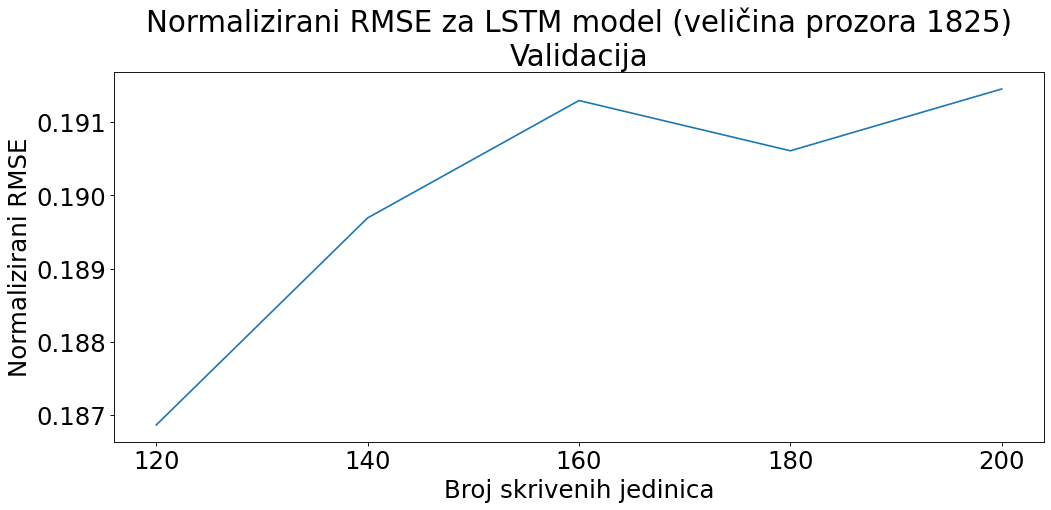 Normalizirani RMSE za LSTM model (veličina prozora 1825)
Validacija
Normalizirani RMSE
0.191
0.190
0.189
0.188
0.187
120 140 160 180 200
Broj skrivenih jedinica